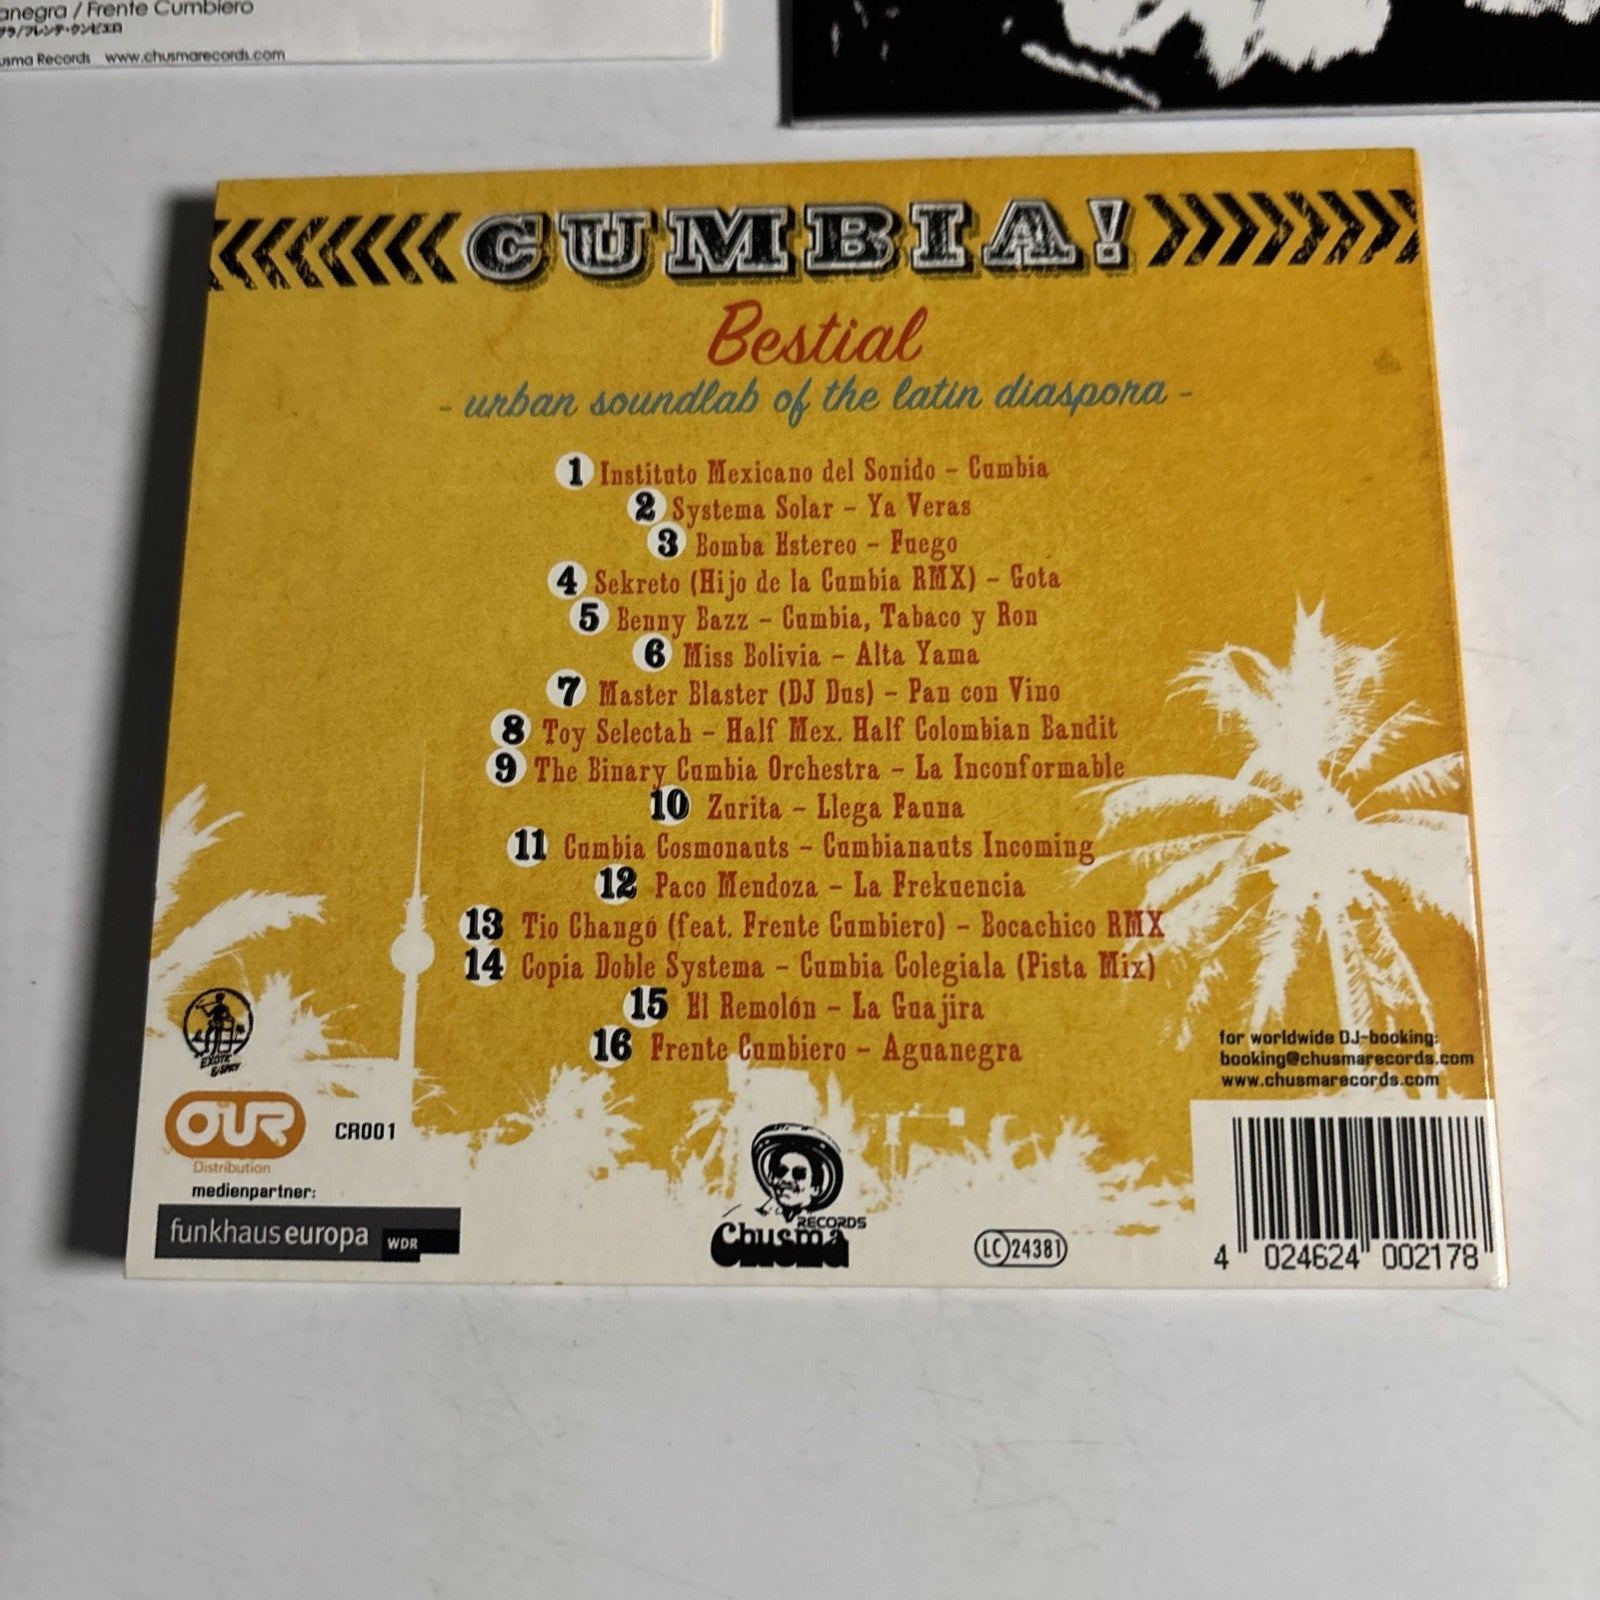 / Frente Cumbiero
Records www.chusmarecords.com
CUMBIA!
Bestial
- urban soundlab of the latin diaspora -
1 Instituto Mexicano del Sonido – Cumbia
2 Systema Solar – Ya Veras
3 Bomba Estereo – Fuego
4 Sekreto (Hijo de la Cumbia RMX) – Gota
5 Benny Bazz – Cumbia, Tabaco y Ron
6 Miss Bolivia – Alta Yama
7 Master Blaster (DJ Dus) – Pan con Vino
8 Toy Selectah – Half Mex. Half Colombian Bandit
9 The Binary Cumbia Orchestra – La Inconformable
10 Zurita – Llega Fauna
11 Cumbia Cosmonauts – Cumbianauts Incoming
12 Paco Mendoza – La Frekuencia
13 Tio Changó (feat. Frente Cumbiero) – Bocachico RMX
14 Copia Doble Systema – Cumbia Colegiala (Pista Mix)
15 El Remolón – La Guajira
16 Frente Cumbiero – Aguanegra
for worldwide DJ-booking:
booking@chusmarecords.com
www.chusmarecords.com
OUR
Distribution
CR001
medienpartner:
funkhaus europa WDR
RECORDS
Chusma
LC 24381
4 024624 002178